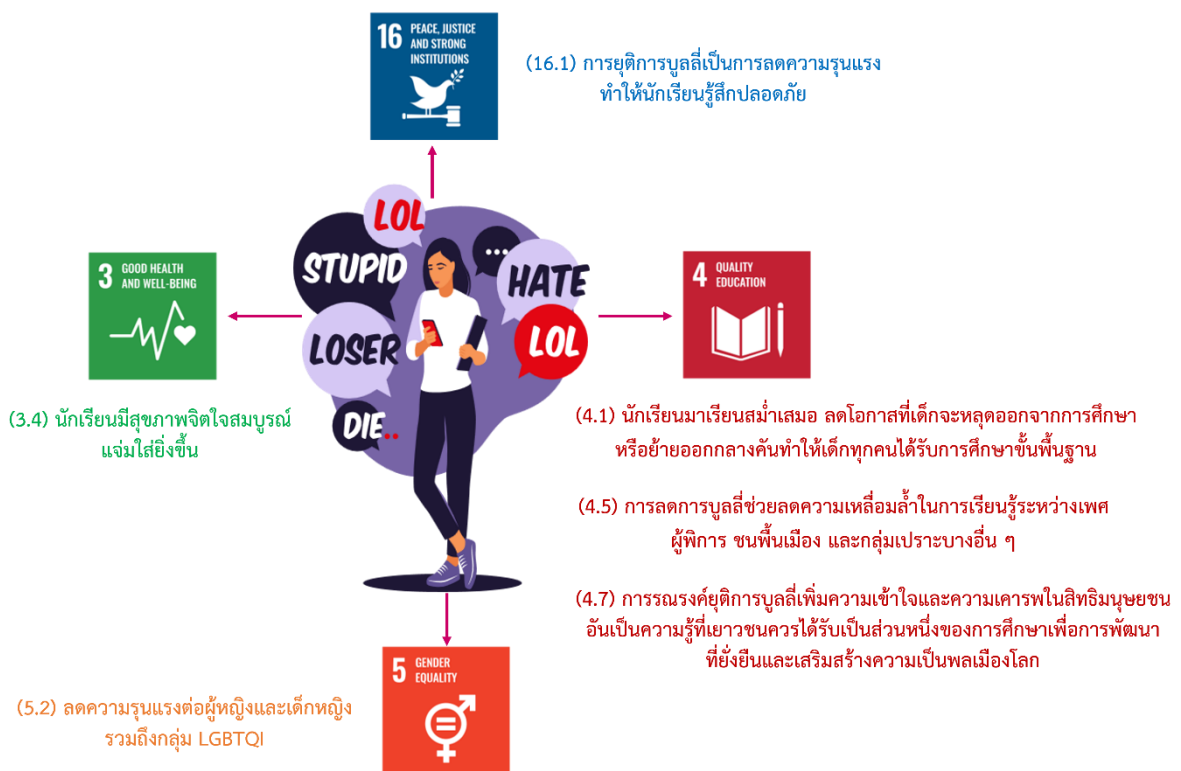 16 PEACE, JUSTICE
AND STRONG
INSTITUTIONS
(16.1) การยุติการบูลลี่เป็นการลดความรุนแรง
ทำให้นักเรียนรู้สึกปลอดภัย
LOL
STUPID
...
HATE
LOSER
LOL
DIE..
3 GOOD HEALTH
AND WELL-BEING
(3.4) นักเรียนมีสุขภาพจิตใจสมบูรณ์
แจ่มใส่ยิ่งขึ้น
4 QUALITY
EDUCATION
(4.1) นักเรียนมาเรียนสม่ำเสมอ ลดโอกาสที่เด็กจะหลุดออกจากการศึกษา
หรือย้ายออกกลางคันทำให้เด็กทุกคนได้รับการศึกษาขั้นพื้นฐาน
(4.5) การลดการบูลลี่ช่วยลดความเหลื่อมล้ำในการเรียนรู้ระหว่างเพศ
ผู้พิการ ชนพื้นเมือง และกลุ่มเปราะบางอื่น ๆ
(4.7) การรณรงค์ยุติการบูลลี่เพิ่มความเข้าใจและความเคารพในสิทธิมนุษยชน
อันเป็นความรู้ที่เยาวชนควรได้รับเป็นส่วนหนึ่งของการศึกษาเพื่อการพัฒนา
ที่ยั่งยืนและเสริมสร้างความเป็นพลเมืองโลก
5 GENDER
EQUALITY
(5.2) ลดความรุนแรงต่อผู้หญิงและเด็กหญิง
รวมถึงกลุ่ม LGBTQI